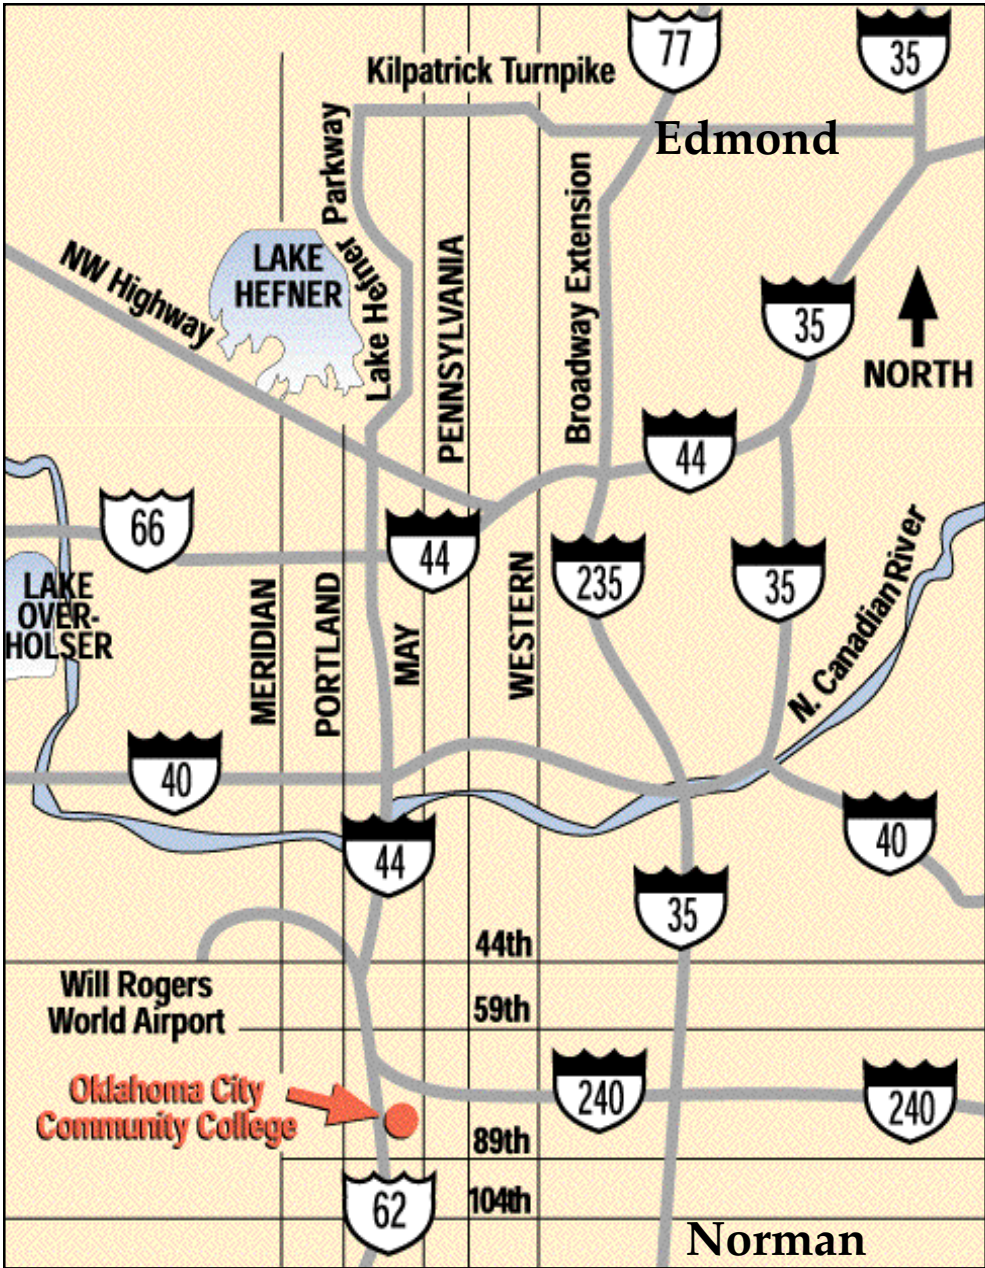 77
35
Kilpatrick Turnpike
Edmond
Lake Hefner Parkway
Broadway Extension
NW Highway
LAKE
HEFNER
PENNSYLVANIA
35
NORTH
44
66
44
235
35
N. Canadian River
LAKE
OVER-
HOLSER
MERIDIAN
PORTLAND
MAY
WESTERN
40
44
40
35
44th
Will Rogers
World Airport
59th
Oklahoma City
Community College
240
240
89th
62
104th
Norman